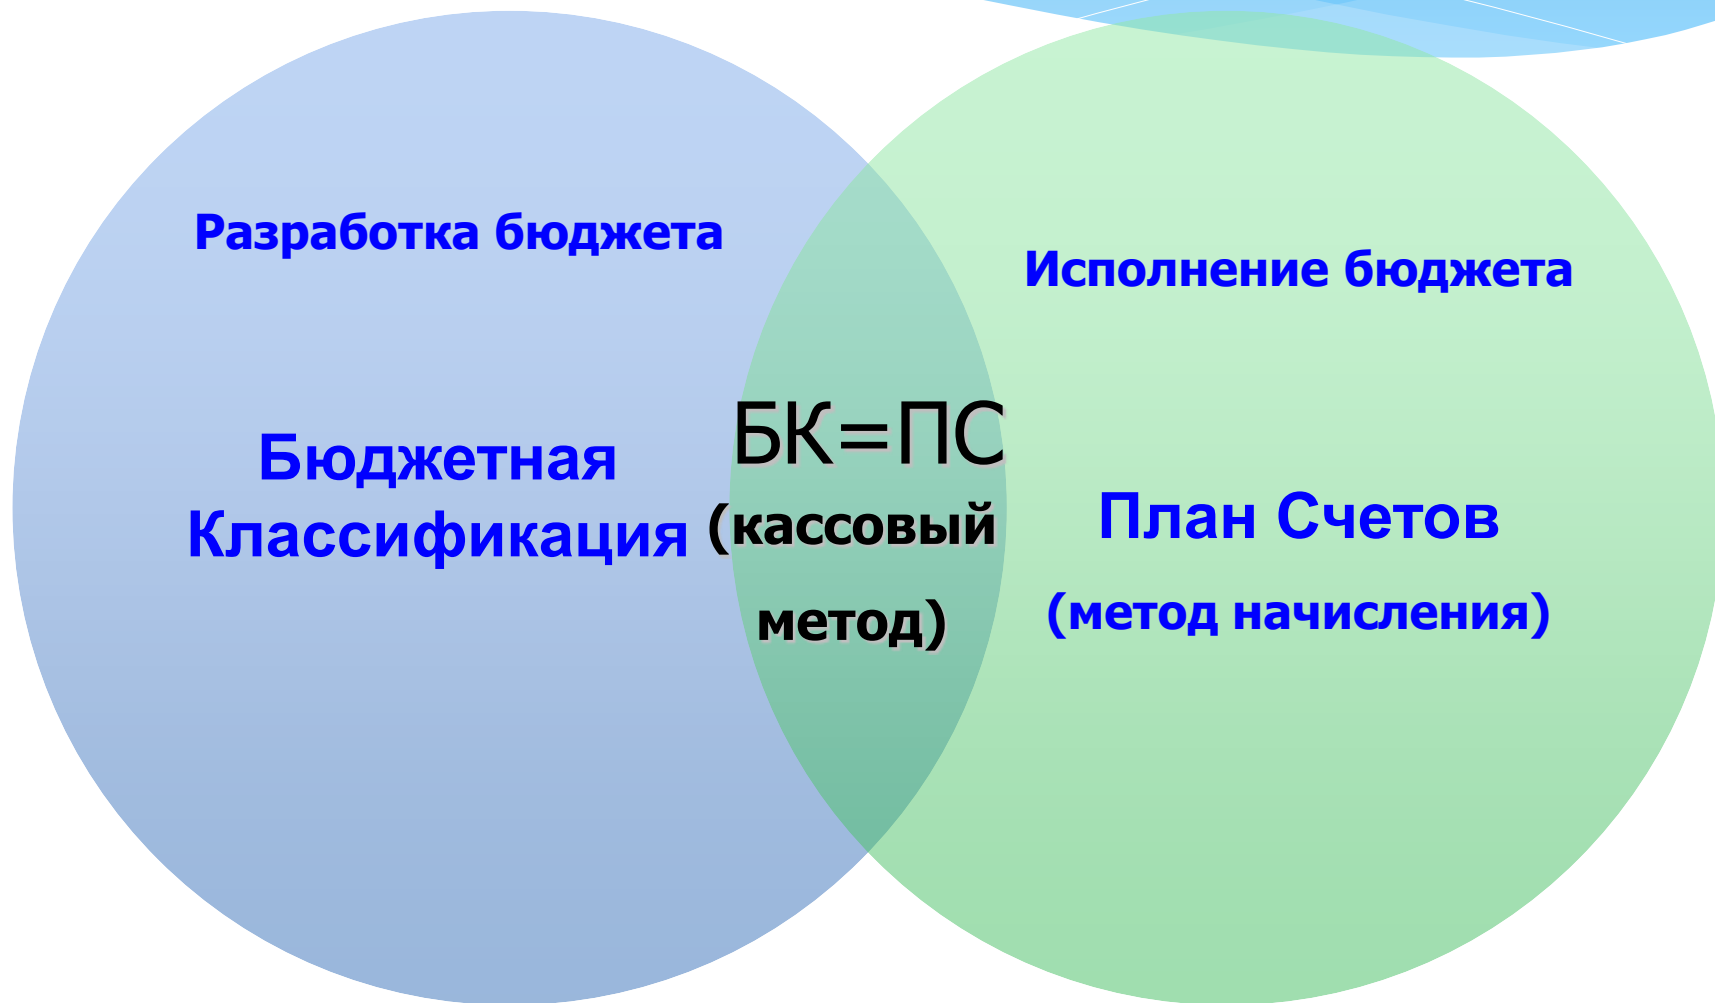 Разработка бюджета
Бюджетная
Классификация
БК=ПС
(кассовый
метод)
Исполнение бюджета
План Счетов
(метод начисления)